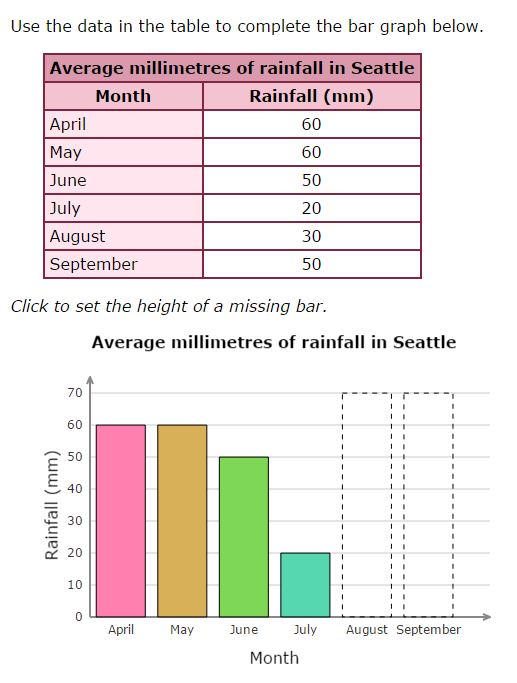 Use the data in the table to complete the bar graph below.
Average millimetres of rainfall in Seattle
Month Rainfall (mm)
April 60
May 60
June 50
July 20
August 30
September 50
Click to set the height of a missing bar.
Average millimetres of rainfall in Seattle
Rainfall (mm)
70
60
50
40
30
20
10
0
April May June July August September
Month